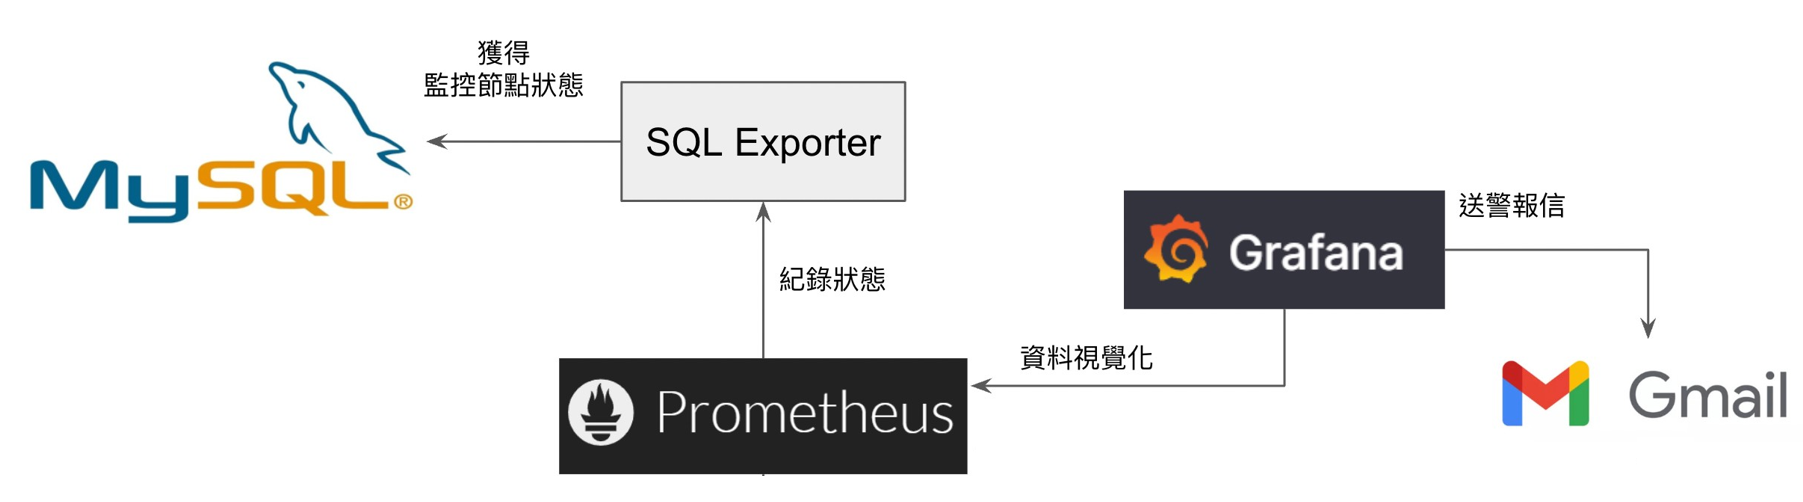 獲得
監控節點狀態
MySQL®
SQL Exporter
Grafana
送警報信
紀錄狀態
資料視覺化
Prometheus
Gmail